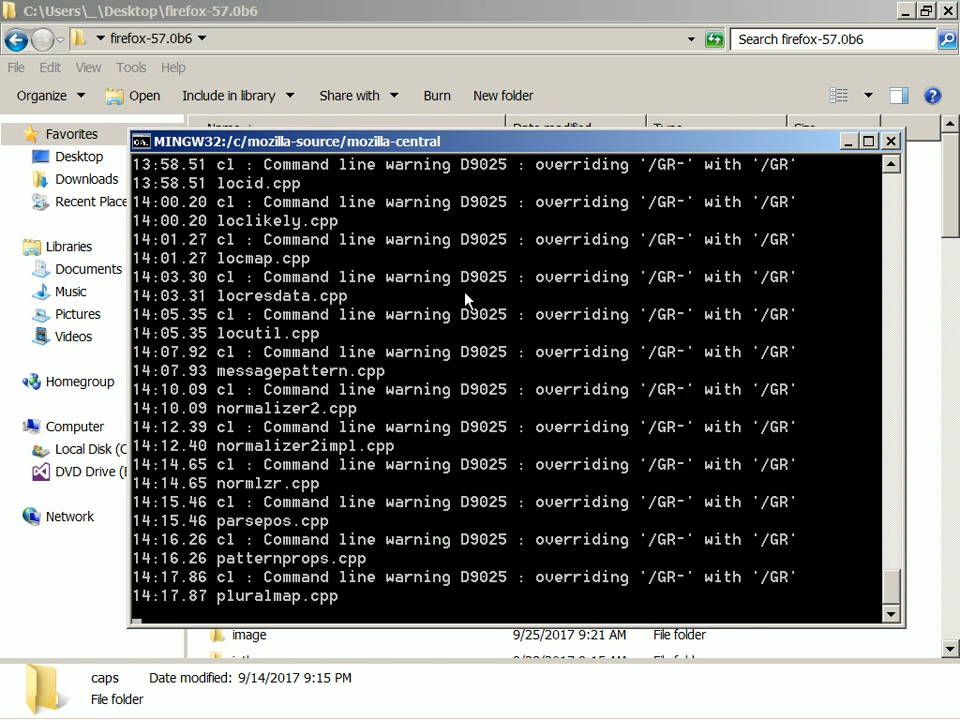 C:\Users\_\Desktop\firefox-57.0b6
firefox-57.0b6
Search firefox-57.0b6
File Edit View Tools Help
Organize Open Include in library Share with Burn New folder
Name Date modified Type Size
Favorites
Desktop
Downloads
Recent Place
Libraries
Documents
Music
Pictures
Videos
Homegroup
Computer
Local Disk (C
DVD Drive (
Network
MINGW32:/c/mozilla-source/mozilla-central
13:58.51 cl : Command line warning D9025 : overriding '/GR-' with '/GR'
13:58.51 locid.cpp
14:00.20 cl : Command line warning D9025 : overriding '/GR-' with '/GR'
14:00.20 loclikely.cpp
14:01.27 cl : Command line warning D9025 : overriding '/GR-' with '/GR'
14:01.27 locmap.cpp
14:03.30 cl : Command line warning D9025 : overriding '/GR-' with '/GR'
14:03.31 locresdata.cpp
14:05.35 cl : Command line warning D9025 : overriding '/GR-' with '/GR'
14:05.35 locutil.cpp
14:07.92 cl : Command line warning D9025 : overriding '/GR-' with '/GR'
14:07.93 messagepattern.cpp
14:10.09 cl : Command line warning D9025 : overriding '/GR-' with '/GR'
14:10.09 normalizer2.cpp
14:12.39 cl : Command line warning D9025 : overriding '/GR-' with '/GR'
14:12.40 normalizer2impl.cpp
14:14.65 cl : Command line warning D9025 : overriding '/GR-' with '/GR'
14:14.65 normlzr.cpp
14:15.46 cl : Command line warning D9025 : overriding '/GR-' with '/GR'
14:15.46 parsepos.cpp
14:16.26 cl : Command line warning D9025 : overriding '/GR-' with '/GR'
14:16.26 patternprops.cpp
14:17.86 cl : Command line warning D9025 : overriding '/GR-' with '/GR'
14:17.87 pluralmap.cpp
image 9/25/2017 9:21 AM File folder
caps Date modified: 9/14/2017 9:15 PM
File folder